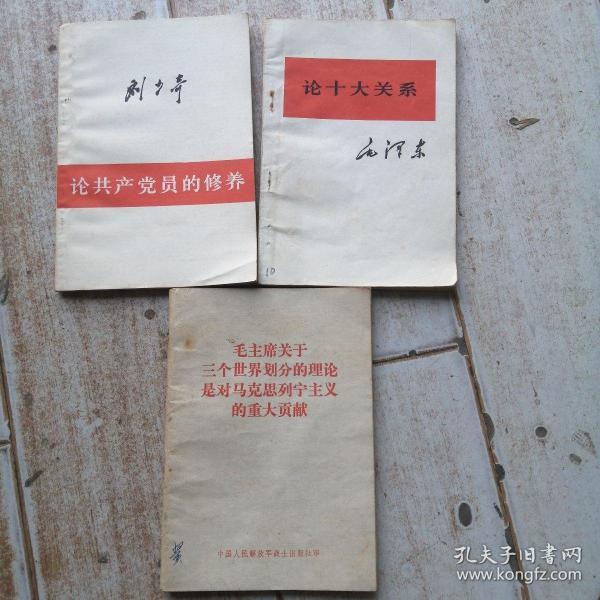 刘少奇
论共产党员的修养
论十大关系
毛泽东
10
毛主席关于
三个世界划分的理论
是对马克思列宁主义
的重大贡献
中国人民解放军战士出版社翻印
孔夫子旧书网
www.kongfz.com